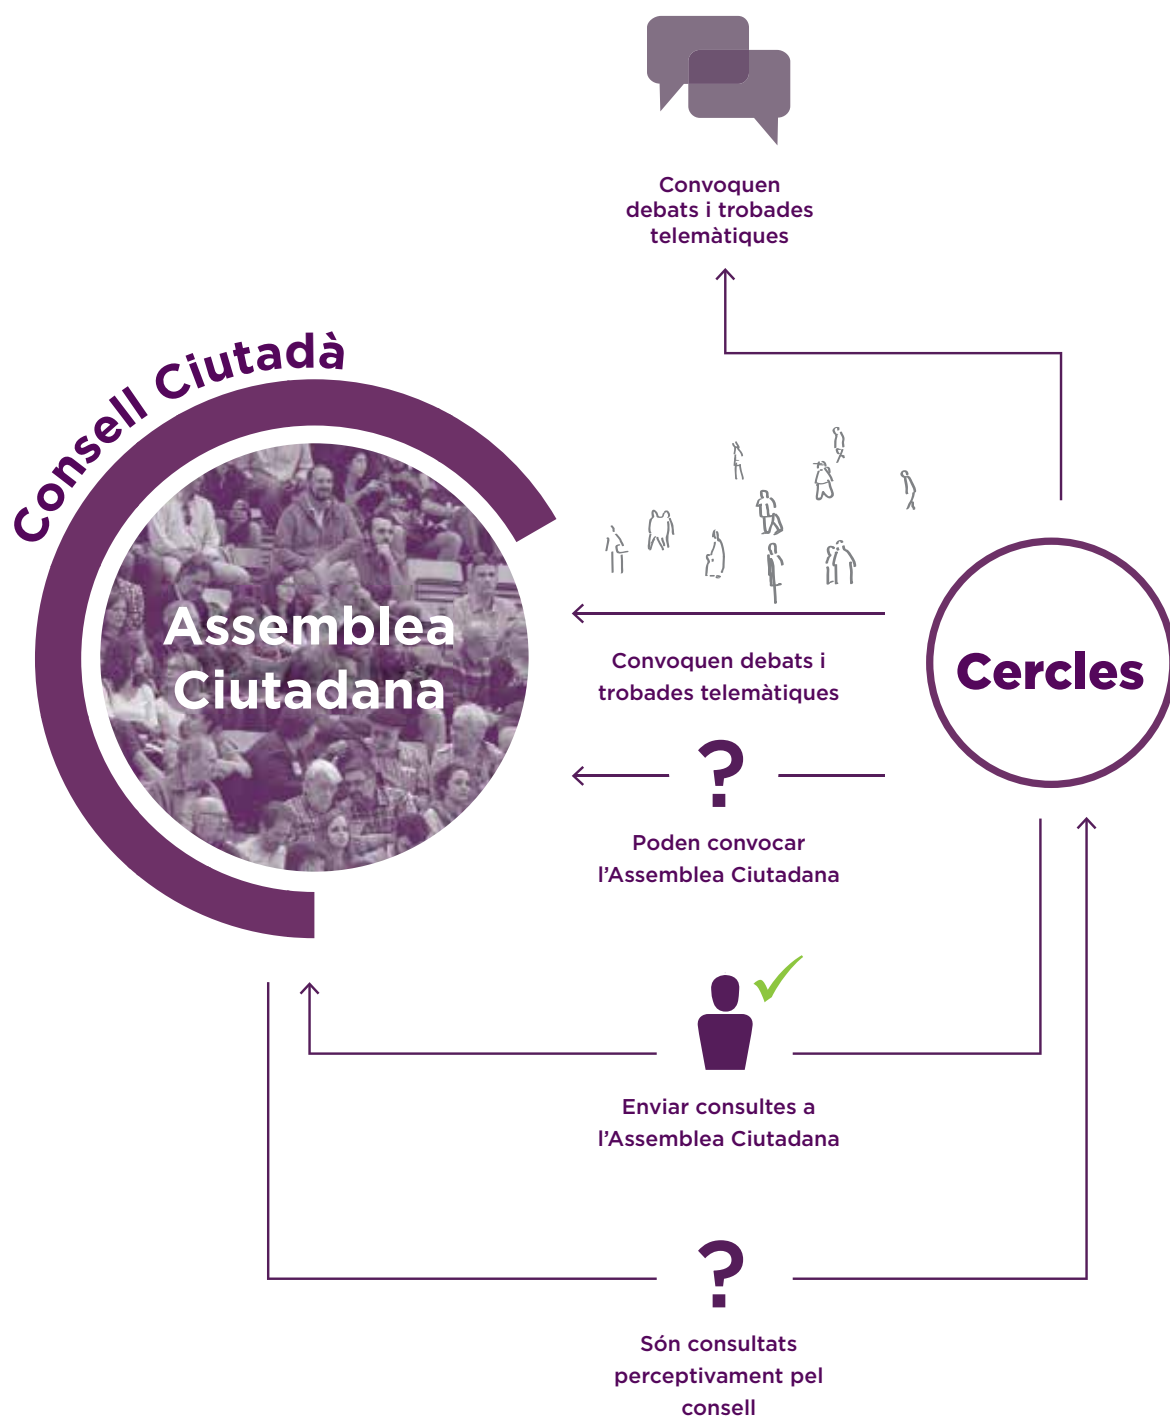 Convoquen
debats i trobades
telemàtiques
Consell Ciutadà
Assemblea
Ciutadana
Cercles
Convoquen debats i
trobades telemàtiques
?
Poden convocar
l’Assemblea Ciutadana
Enviar consultes a
l’Assemblea Ciutadana
?
Són consultats
perceptivament pel
consell